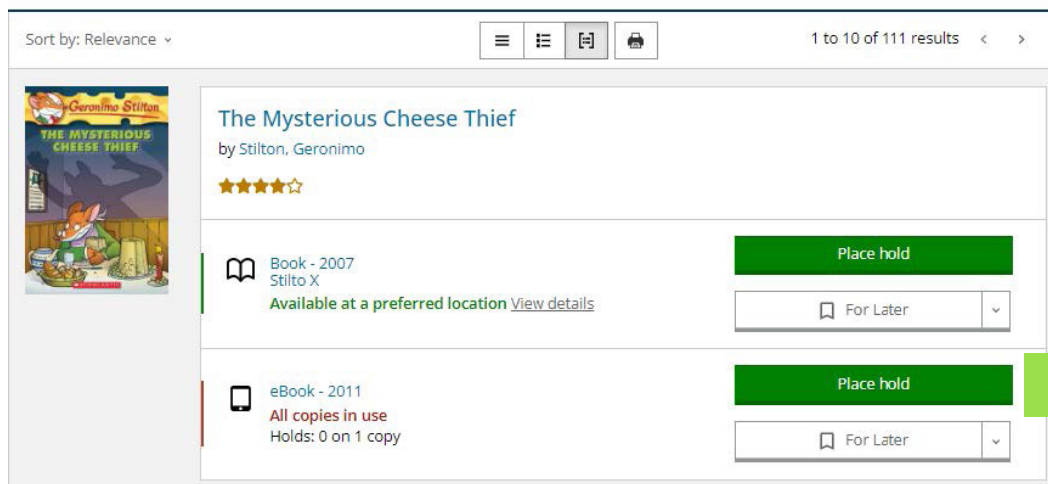 Sort by: Relevance
1 to 10 of 111 results
Geronimo Stilton
THE MYSTERIOUS
CHEESE THIEF
SCHOLASTIC
The Mysterious Cheese Thief
by Stilton, Geronimo
Book - 2007
Stilto X
Available at a preferred location View details
Place hold
For Later
eBook - 2011
All copies in use
Holds: 0 on 1 copy
Place hold
For Later